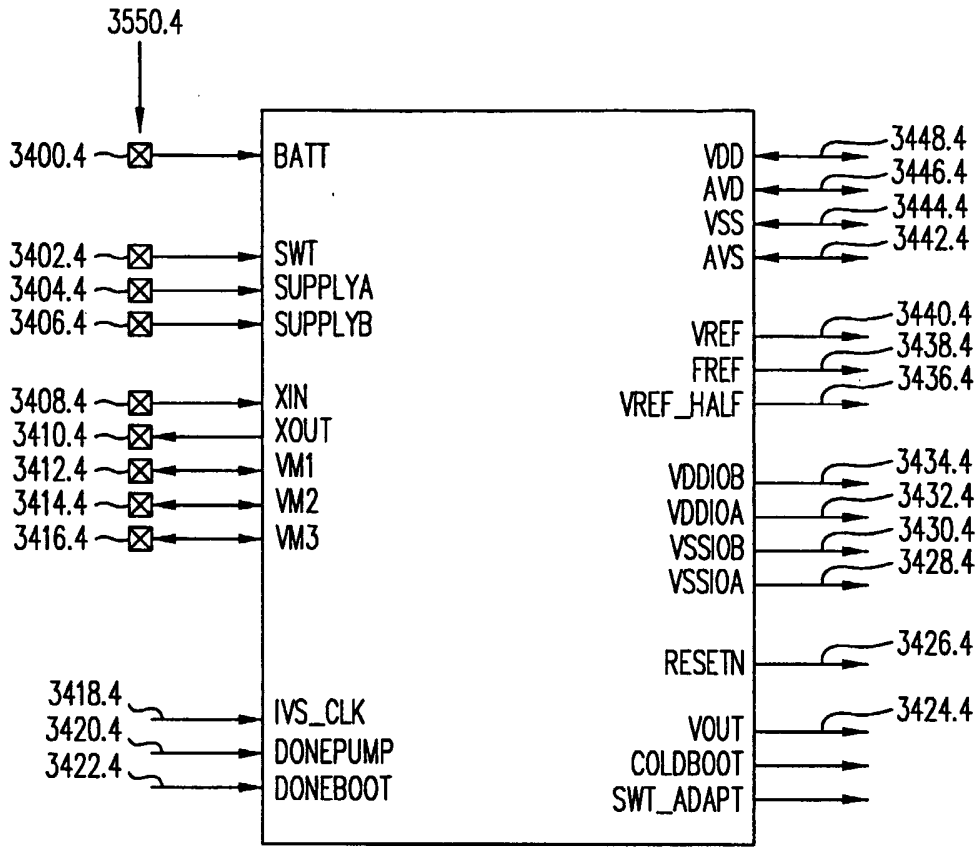 3550.4
3400.4 BATT
3402.4 SWT
3404.4 SUPPLYA
3406.4 SUPPLYB
3408.4 XIN
3410.4 XOUT
3412.4 VM1
3414.4 VM2
3416.4 VM3
3418.4 IVS_CLK
3420.4 DONEPUMP
3422.4 DONEBOOT
VDD 3448.4
AVD 3446.4
VSS 3444.4
AVS 3442.4
VREF 3440.4
FREF 3438.4
VREF_HALF 3436.4
VDDIOB 3434.4
VDDIOA 3432.4
VSSIOB 3430.4
VSSIOA 3428.4
RESETN 3426.4
VOUT 3424.4
COLDBOOT
SWT_ADAPT